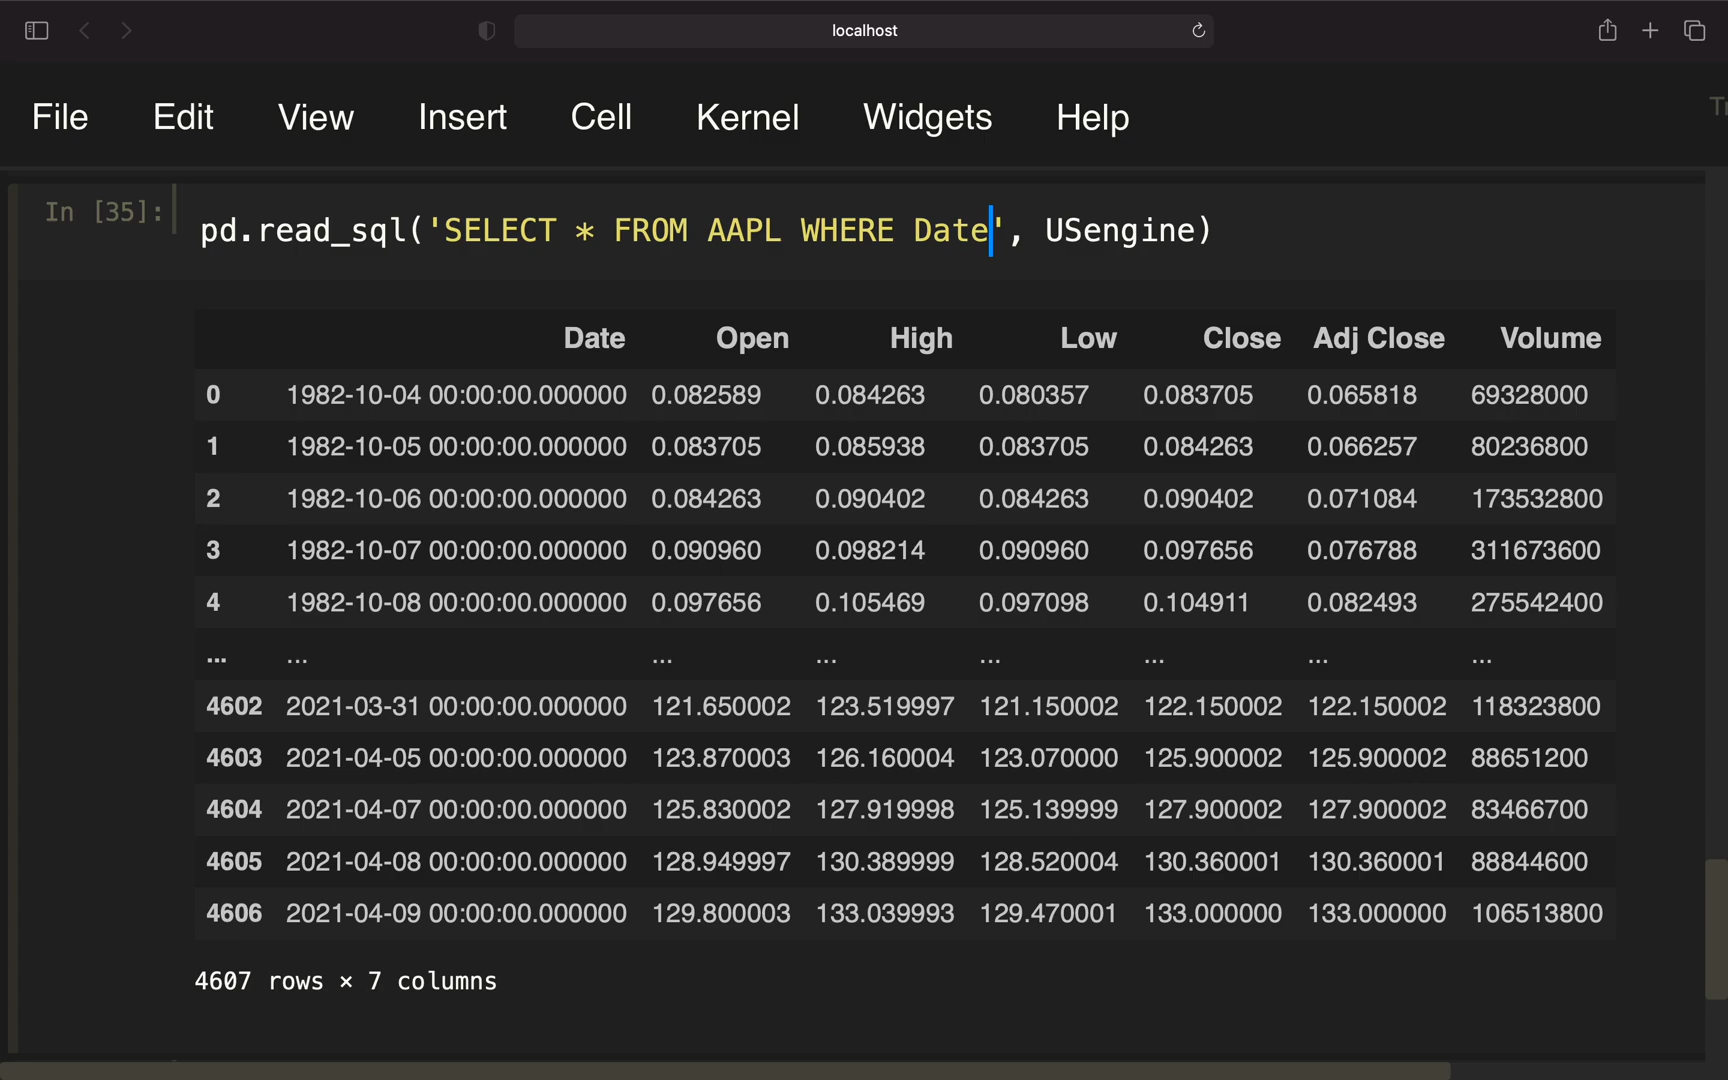 localhost
File Edit View Insert Cell Kernel Widgets Help
In [35]: pd.read_sql('SELECT * FROM AAPL WHERE Date', USengine)
Date Open High Low Close Adj Close Volume
0 1982-10-04 00:00:00.000000 0.082589 0.084263 0.080357 0.083705 0.065818 69328000
1 1982-10-05 00:00:00.000000 0.083705 0.085938 0.083705 0.084263 0.066257 80236800
2 1982-10-06 00:00:00.000000 0.084263 0.090402 0.084263 0.090402 0.071084 173532800
3 1982-10-07 00:00:00.000000 0.090960 0.098214 0.090960 0.097656 0.076788 311673600
4 1982-10-08 00:00:00.000000 0.097656 0.105469 0.097098 0.104911 0.082493 275542400
... ... ... ... ... ... ... ...
4602 2021-03-31 00:00:00.000000 121.650002 123.519997 121.150002 122.150002 122.150002 118323800
4603 2021-04-05 00:00:00.000000 123.870003 126.160004 123.070000 125.900002 125.900002 88651200
4604 2021-04-07 00:00:00.000000 125.830002 127.919998 125.139999 127.900002 127.900002 83466700
4605 2021-04-08 00:00:00.000000 128.949997 130.389999 128.520004 130.360001 130.360001 88844600
4606 2021-04-09 00:00:00.000000 129.800003 133.039993 129.470001 133.000000 133.000000 106513800
4607 rows × 7 columns